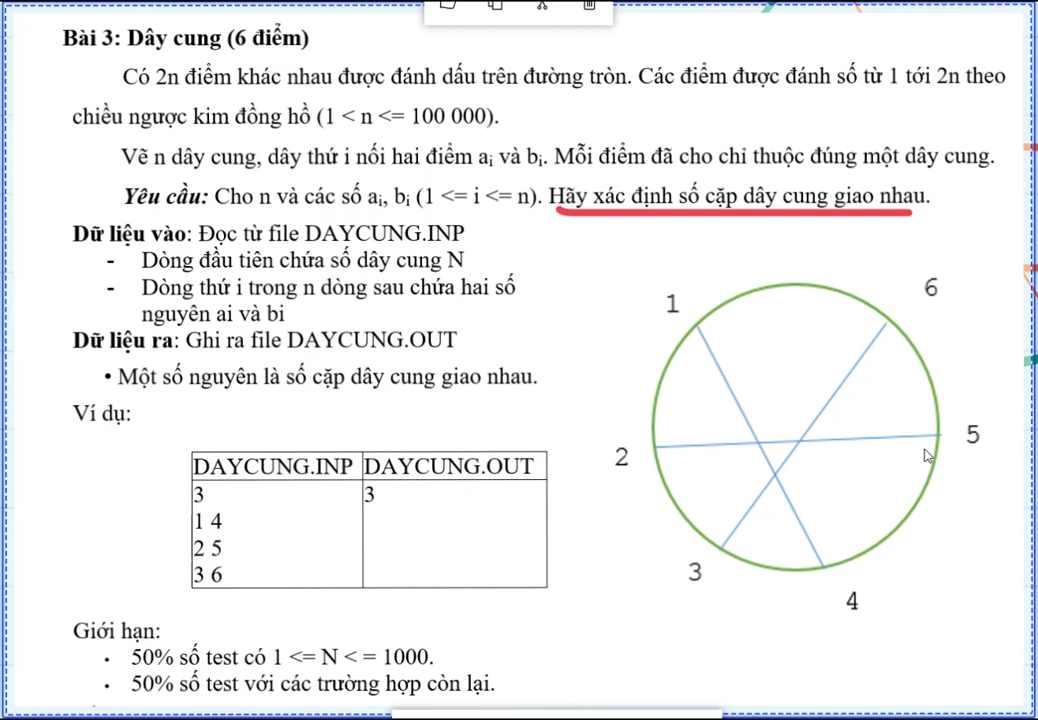 Bài 3: Dây cung (6 điểm)
Có 2n điểm khác nhau được đánh dấu trên đường tròn. Các điểm được đánh số từ 1 tới 2n theo
chiều ngược kim đồng hồ (1 < n <= 100 000).
Vẽ n dây cung, dây thứ i nối hai điểm aᵢ và bᵢ. Mỗi điểm đã cho chỉ thuộc đúng một dây cung.
Yêu cầu: Cho n và các số aᵢ, bᵢ (1 <= i <= n). Hãy xác định số cặp dây cung giao nhau.
Dữ liệu vào: Đọc từ file DAYCUNG.INP
- Dòng đầu tiên chứa số dây cung N
- Dòng thứ i trong n dòng sau chứa hai số
nguyên ai và bi
Dữ liệu ra: Ghi ra file DAYCUNG.OUT
• Một số nguyên là số cặp dây cung giao nhau.
Ví dụ:
DAYCUNG.INP DAYCUNG.OUT
3 3
1 4
2 5
3 6
1
6
5
2
3
4
Giới hạn:
· 50% số test có 1 <= N < = 1000.
· 50% số test với các trường hợp còn lại.